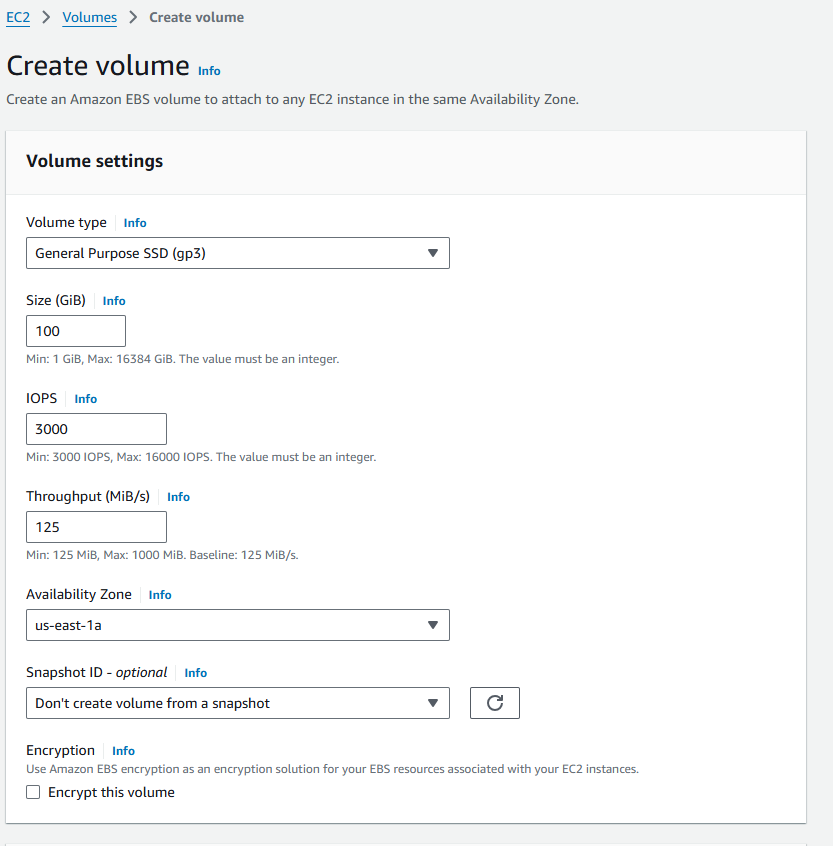 EC2 > Volumes > Create volume
Create volume Info
Create an Amazon EBS volume to attach to any EC2 instance in the same Availability Zone.
Volume settings
Volume type Info
General Purpose SSD (gp3)
Size (GiB) Info
100
Min: 1 GiB, Max: 16384 GiB. The value must be an integer.
IOPS Info
3000
Min: 3000 IOPS, Max: 16000 IOPS. The value must be an integer.
Throughput (MiB/s) Info
125
Min: 125 MiB, Max: 1000 MiB. Baseline: 125 MiB/s.
Availability Zone Info
us-east-1a
Snapshot ID - optional Info
Don't create volume from a snapshot
Encryption Info
Use Amazon EBS encryption as an encryption solution for your EBS resources associated with your EC2 instances.
Encrypt this volume